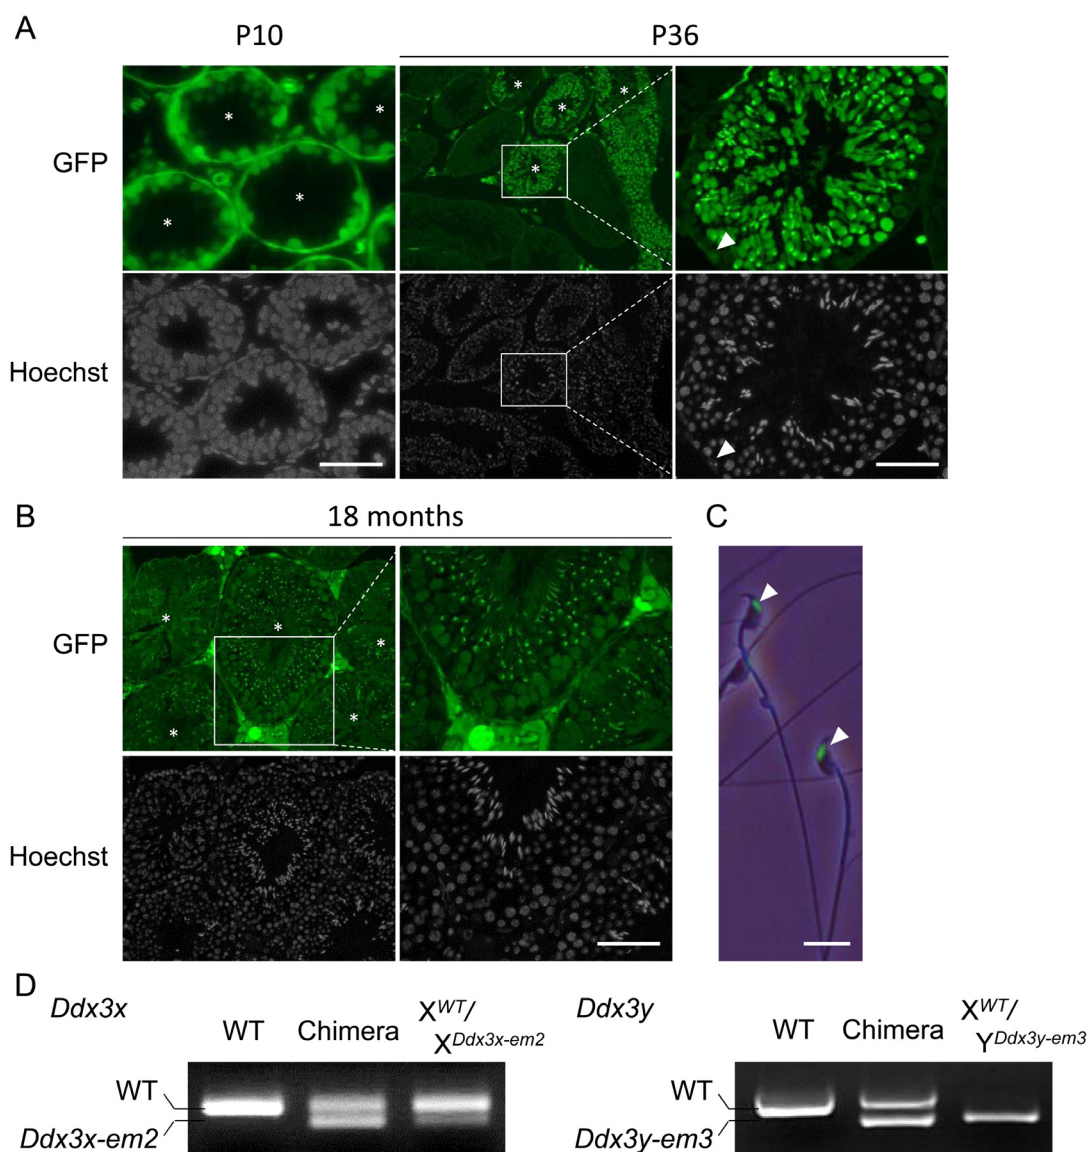 A
P10
P36
GFP
*
*
*
*
*
*
*
*
Hoechst
B
18 months
C
GFP
*
*
*
*
*
Hoechst
D
Ddx3x
WT
Chimera
X^WT/
X^Ddx3x-em2
WT
Ddx3x-em2
Ddx3y
WT
Chimera
X^WT/
Y^Ddx3y-em3
WT
Ddx3y-em3